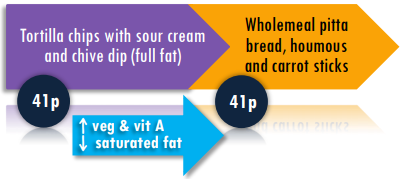 Tortilla chips with sour cream
and chive dip (full fat)
Wholemeal pitta
bread, houmous
and carrot sticks
41p
41p
↑ veg & vit A
↓ saturated fat